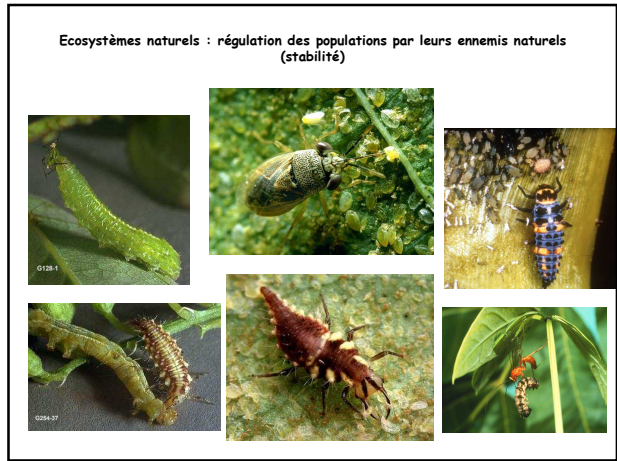 Ecosystèmes naturels : régulation des populations par leurs ennemis naturels
(stabilité)
G128-1
G254-37